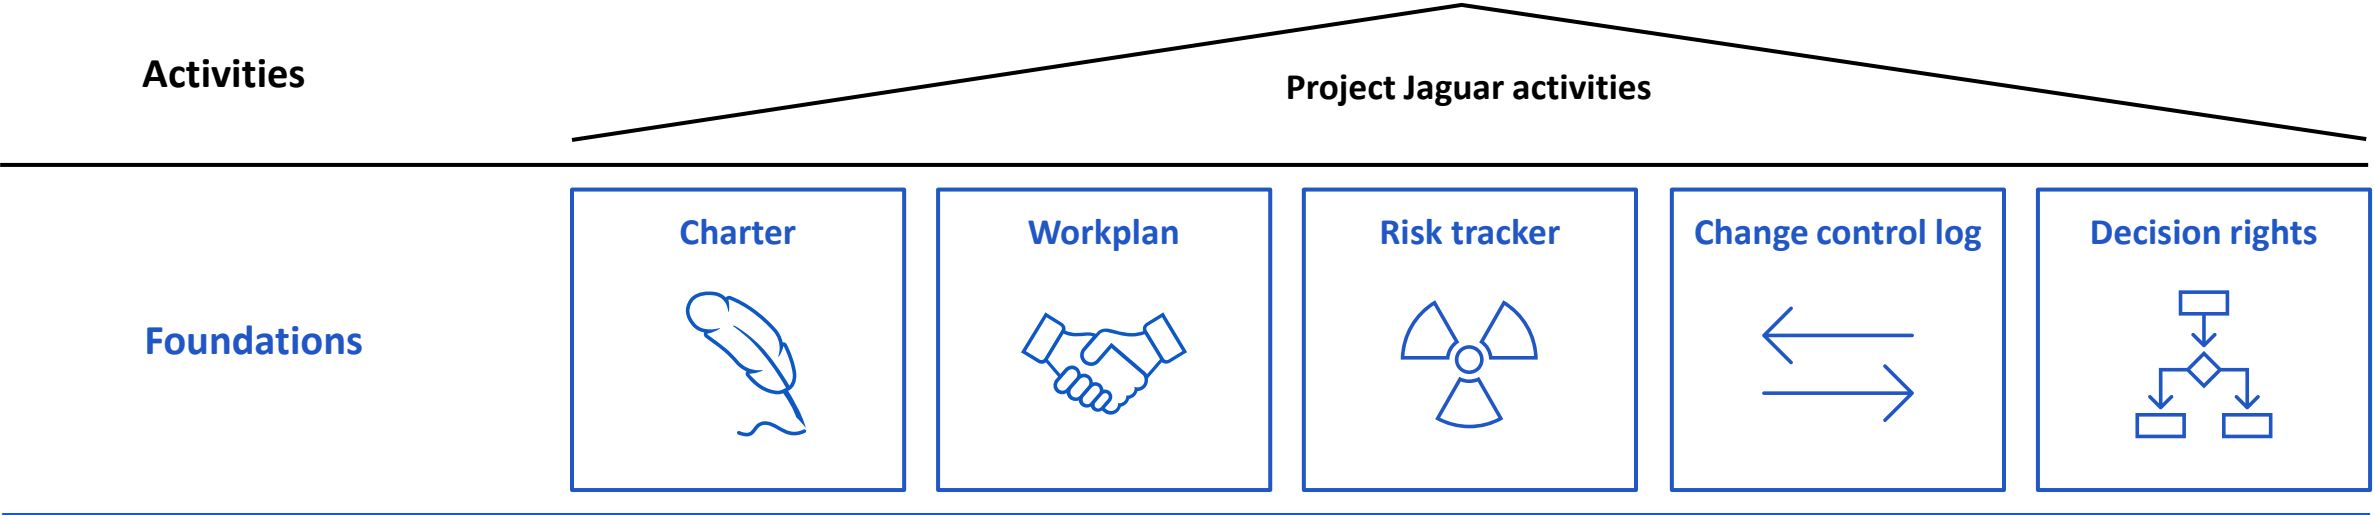 Activities
Project Jaguar activities
Charter
Workplan
Risk tracker
Change control log
Decision rights
Foundations